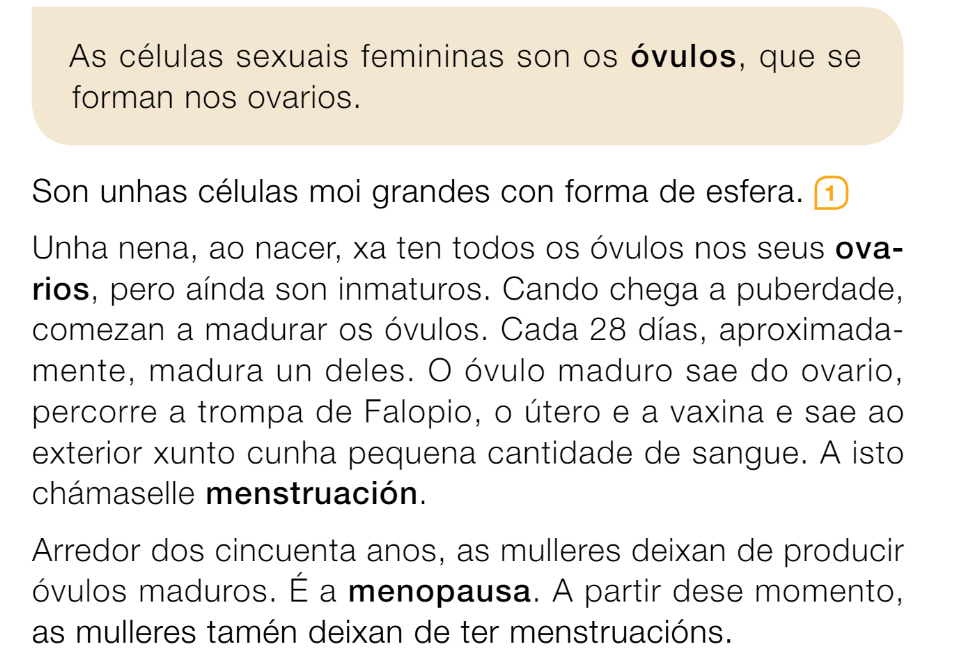 As células sexuais femininas son os óvulos, que se
forman nos ovarios.
Son unhas células moi grandes con forma de esfera. 1
Unha nena, ao nacer, xa ten todos os óvulos nos seus ova-
rios, pero aínda son inmaturos. Cando chega a puberdade,
comezan a madurar os óvulos. Cada 28 días, aproximada-
mente, madura un deles. O óvulo maduro sae do ovario,
percorre a trompa de Falopio, o útero e a vaxina e sae ao
exterior xunto cunha pequena cantidade de sangue. A isto
chámaselle menstruación.
Arredor dos cincuenta anos, as mulleres deixan de producir
óvulos maduros. É a menopausa. A partir dese momento,
as mulleres tamén deixan de ter menstruacións.